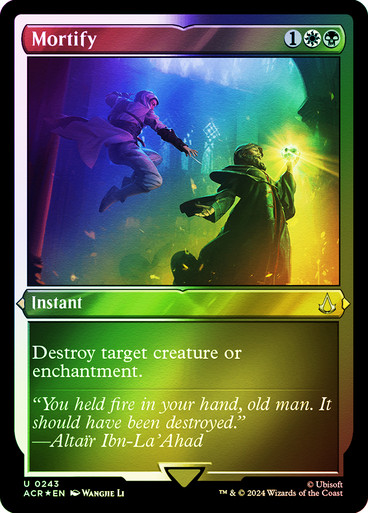 Mortify 1
Instant
Destroy target creature or
enchantment.
“You held fire in your hand, old man. It
should have been destroyed.”
—Altaïr Ibn-La’Ahad
U 0243
ACR★EN Wangjie Li
© Ubisoft
™ & © 2024 Wizards of the Coast